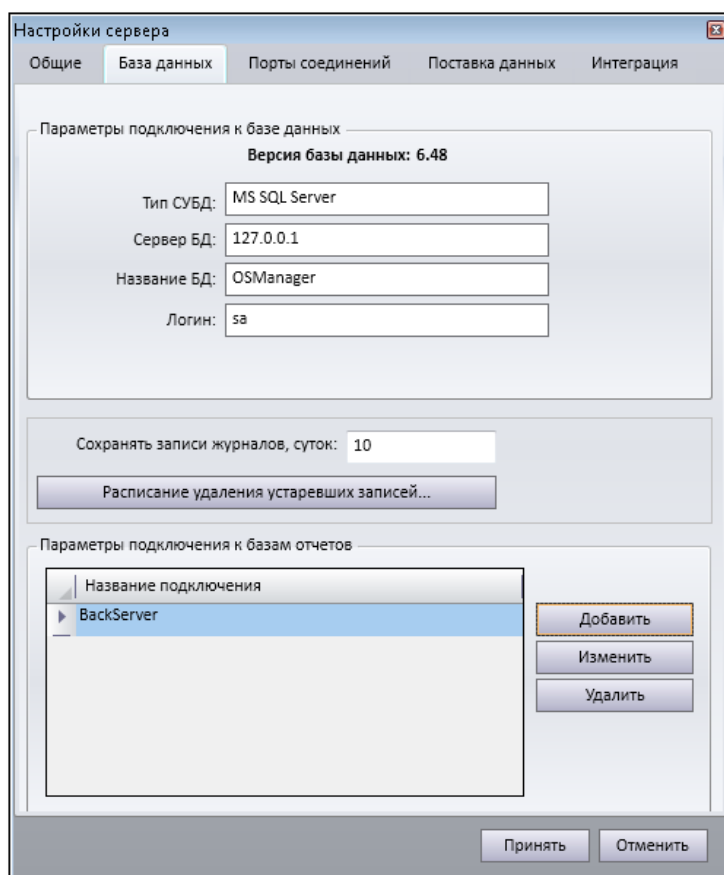 Настройки сервера
Общие База данных Порты соединений Поставка данных Интеграция
Параметры подключения к базе данных
Версия базы данных: 6.48
Тип СУБД: MS SQL Server
Сервер БД: 127.0.0.1
Название БД: OSManager
Логин: sa
Сохранять записи журналов, суток: 10
Расписание удаления устаревших записей...
Параметры подключения к базам отчетов
Название подключения
BackServer
Добавить
Изменить
Удалить
Принять Отменить